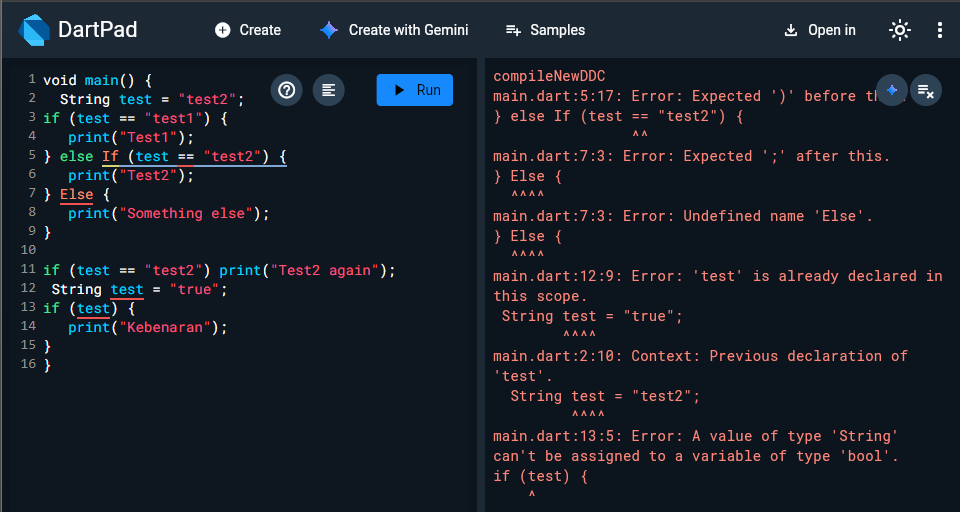 DartPad
Create
Create with Gemini
Samples
Open in
1 void main() {
2   String test = "test2";
3 if (test == "test1") {
4    print("Test1");
5 } else If (test == "test2") {
6    print("Test2");
7 } Else {
8    print("Something else");
9 }
10
11 if (test == "test2") print("Test2 again");
12  String test = "true";
13 if (test) {
14    print("Kebenaran");
15 }
16 }
Run
compileNewDDC
main.dart:5:17: Error: Expected ')' before
} else If (test == "test2") {
^^
main.dart:7:3: Error: Expected ';' after this.
} Else {
^^^^
main.dart:7:3: Error: Undefined name 'Else'.
} Else {
^^^^
main.dart:12:9: Error: 'test' is already declared in
this scope.
String test = "true";
^^^^
main.dart:2:10: Context: Previous declaration of
'test'.
String test = "test2";
^^^^
main.dart:13:5: Error: A value of type 'String'
can't be assigned to a variable of type 'bool'.
if (test) {
^